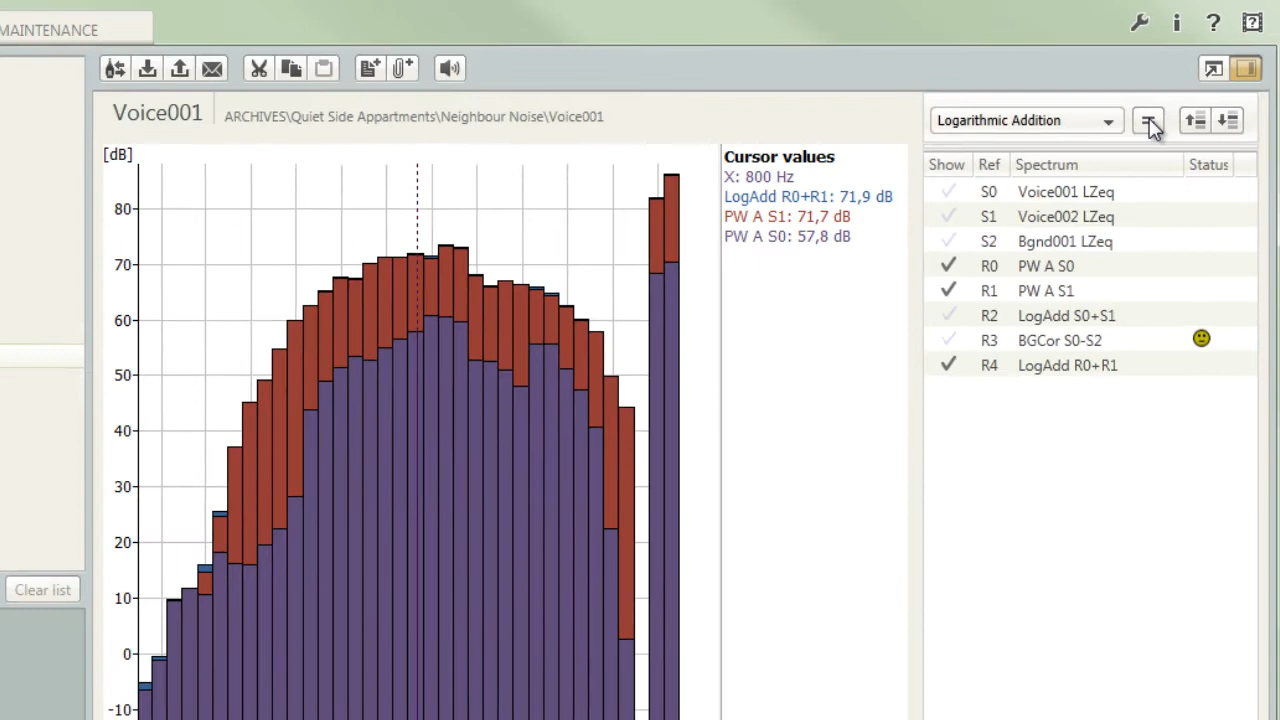 MAINTENANCE
Voice001
ARCHIVES\Quiet Side Appartments\Neighbour Noise\Voice001
Logarithmic Addition
[dB]
80
70
60
50
40
30
20
10
0
-10
Cursor values
X: 800 Hz
LogAdd R0+R1: 71,9 dB
PW A S1: 71,7 dB
PW A S0: 57,8 dB
Show Ref Spectrum Status
S0 Voice001 LZeq
S1 Voice002 LZeq
S2 Bgnd001 LZeq
R0 PW A S0
R1 PW A S1
R2 LogAdd S0+S1
R3 BGCor S0-S2
R4 LogAdd R0+R1
Clear list